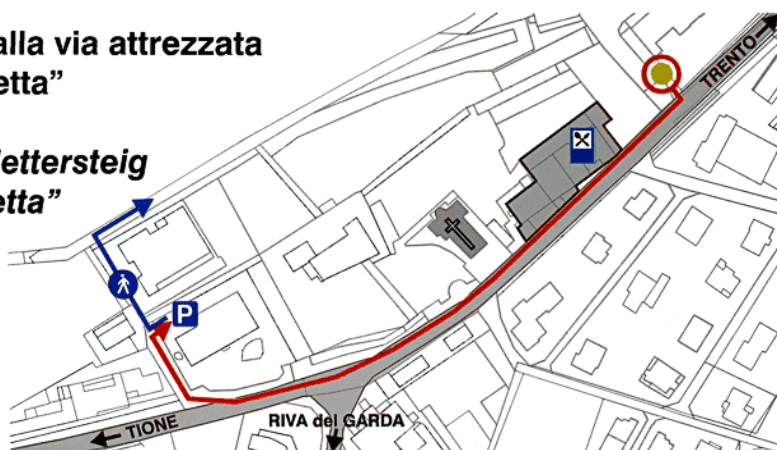 alla via attrezzata
etta”
lettersteig
etta”
TRENTO
P
RIVA del GARDA
TIONE